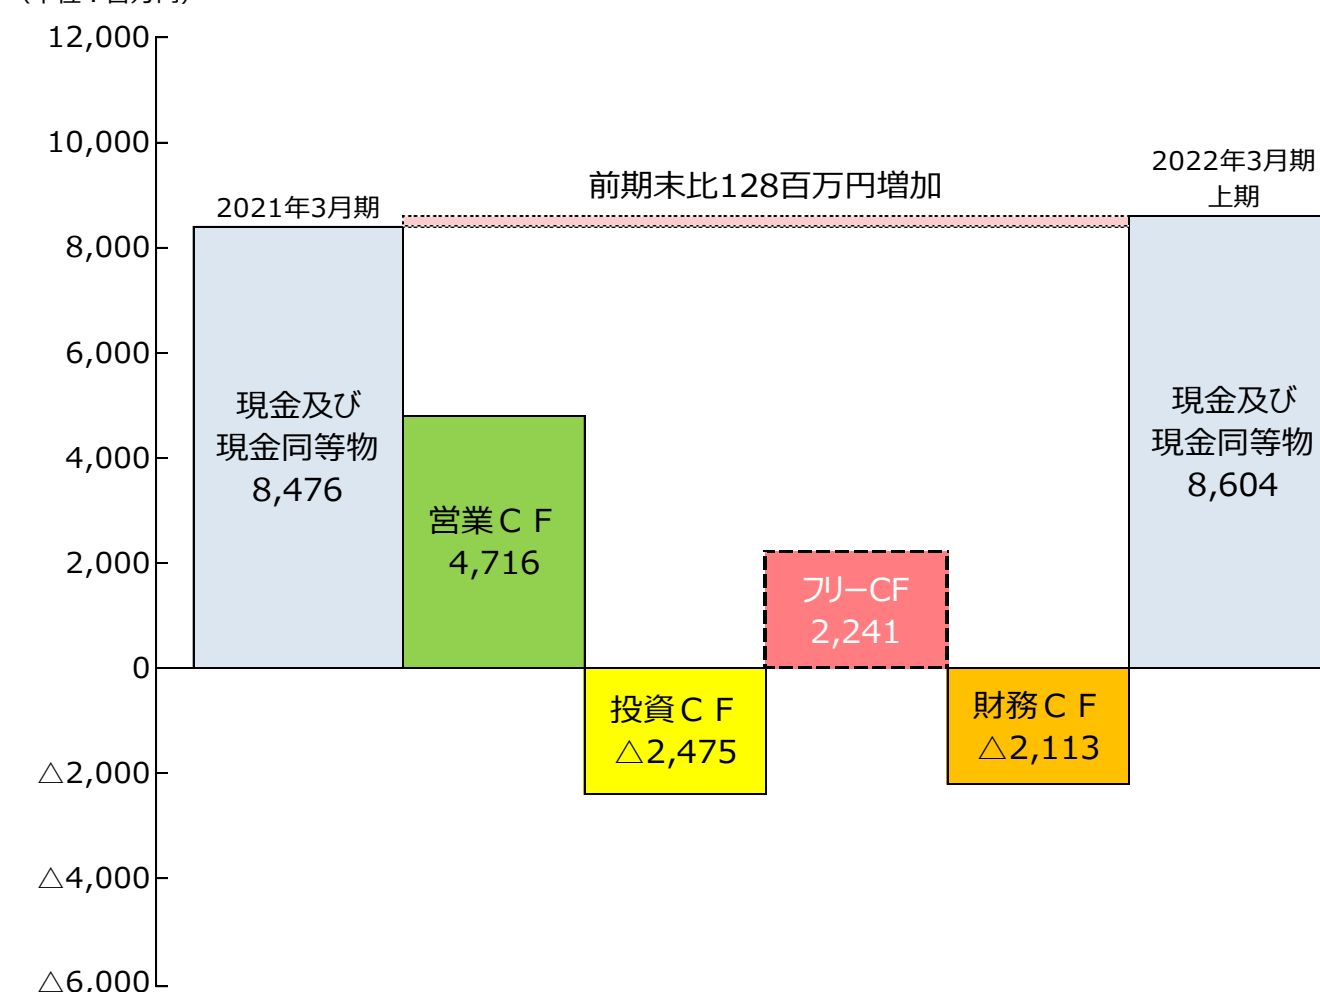 12,000
10,000
8,000
6,000
4,000
2,000
0
△2,000
△4,000
△6,000
2021年3月期
前期末比128百万円増加
2022年3月期
上期
現金及び
現金同等物
8,476
営業ＣＦ
4,716
投資ＣＦ
△2,475
フリーCF
2,241
財務ＣＦ
△2,113
現金及び
現金同等物
8,604